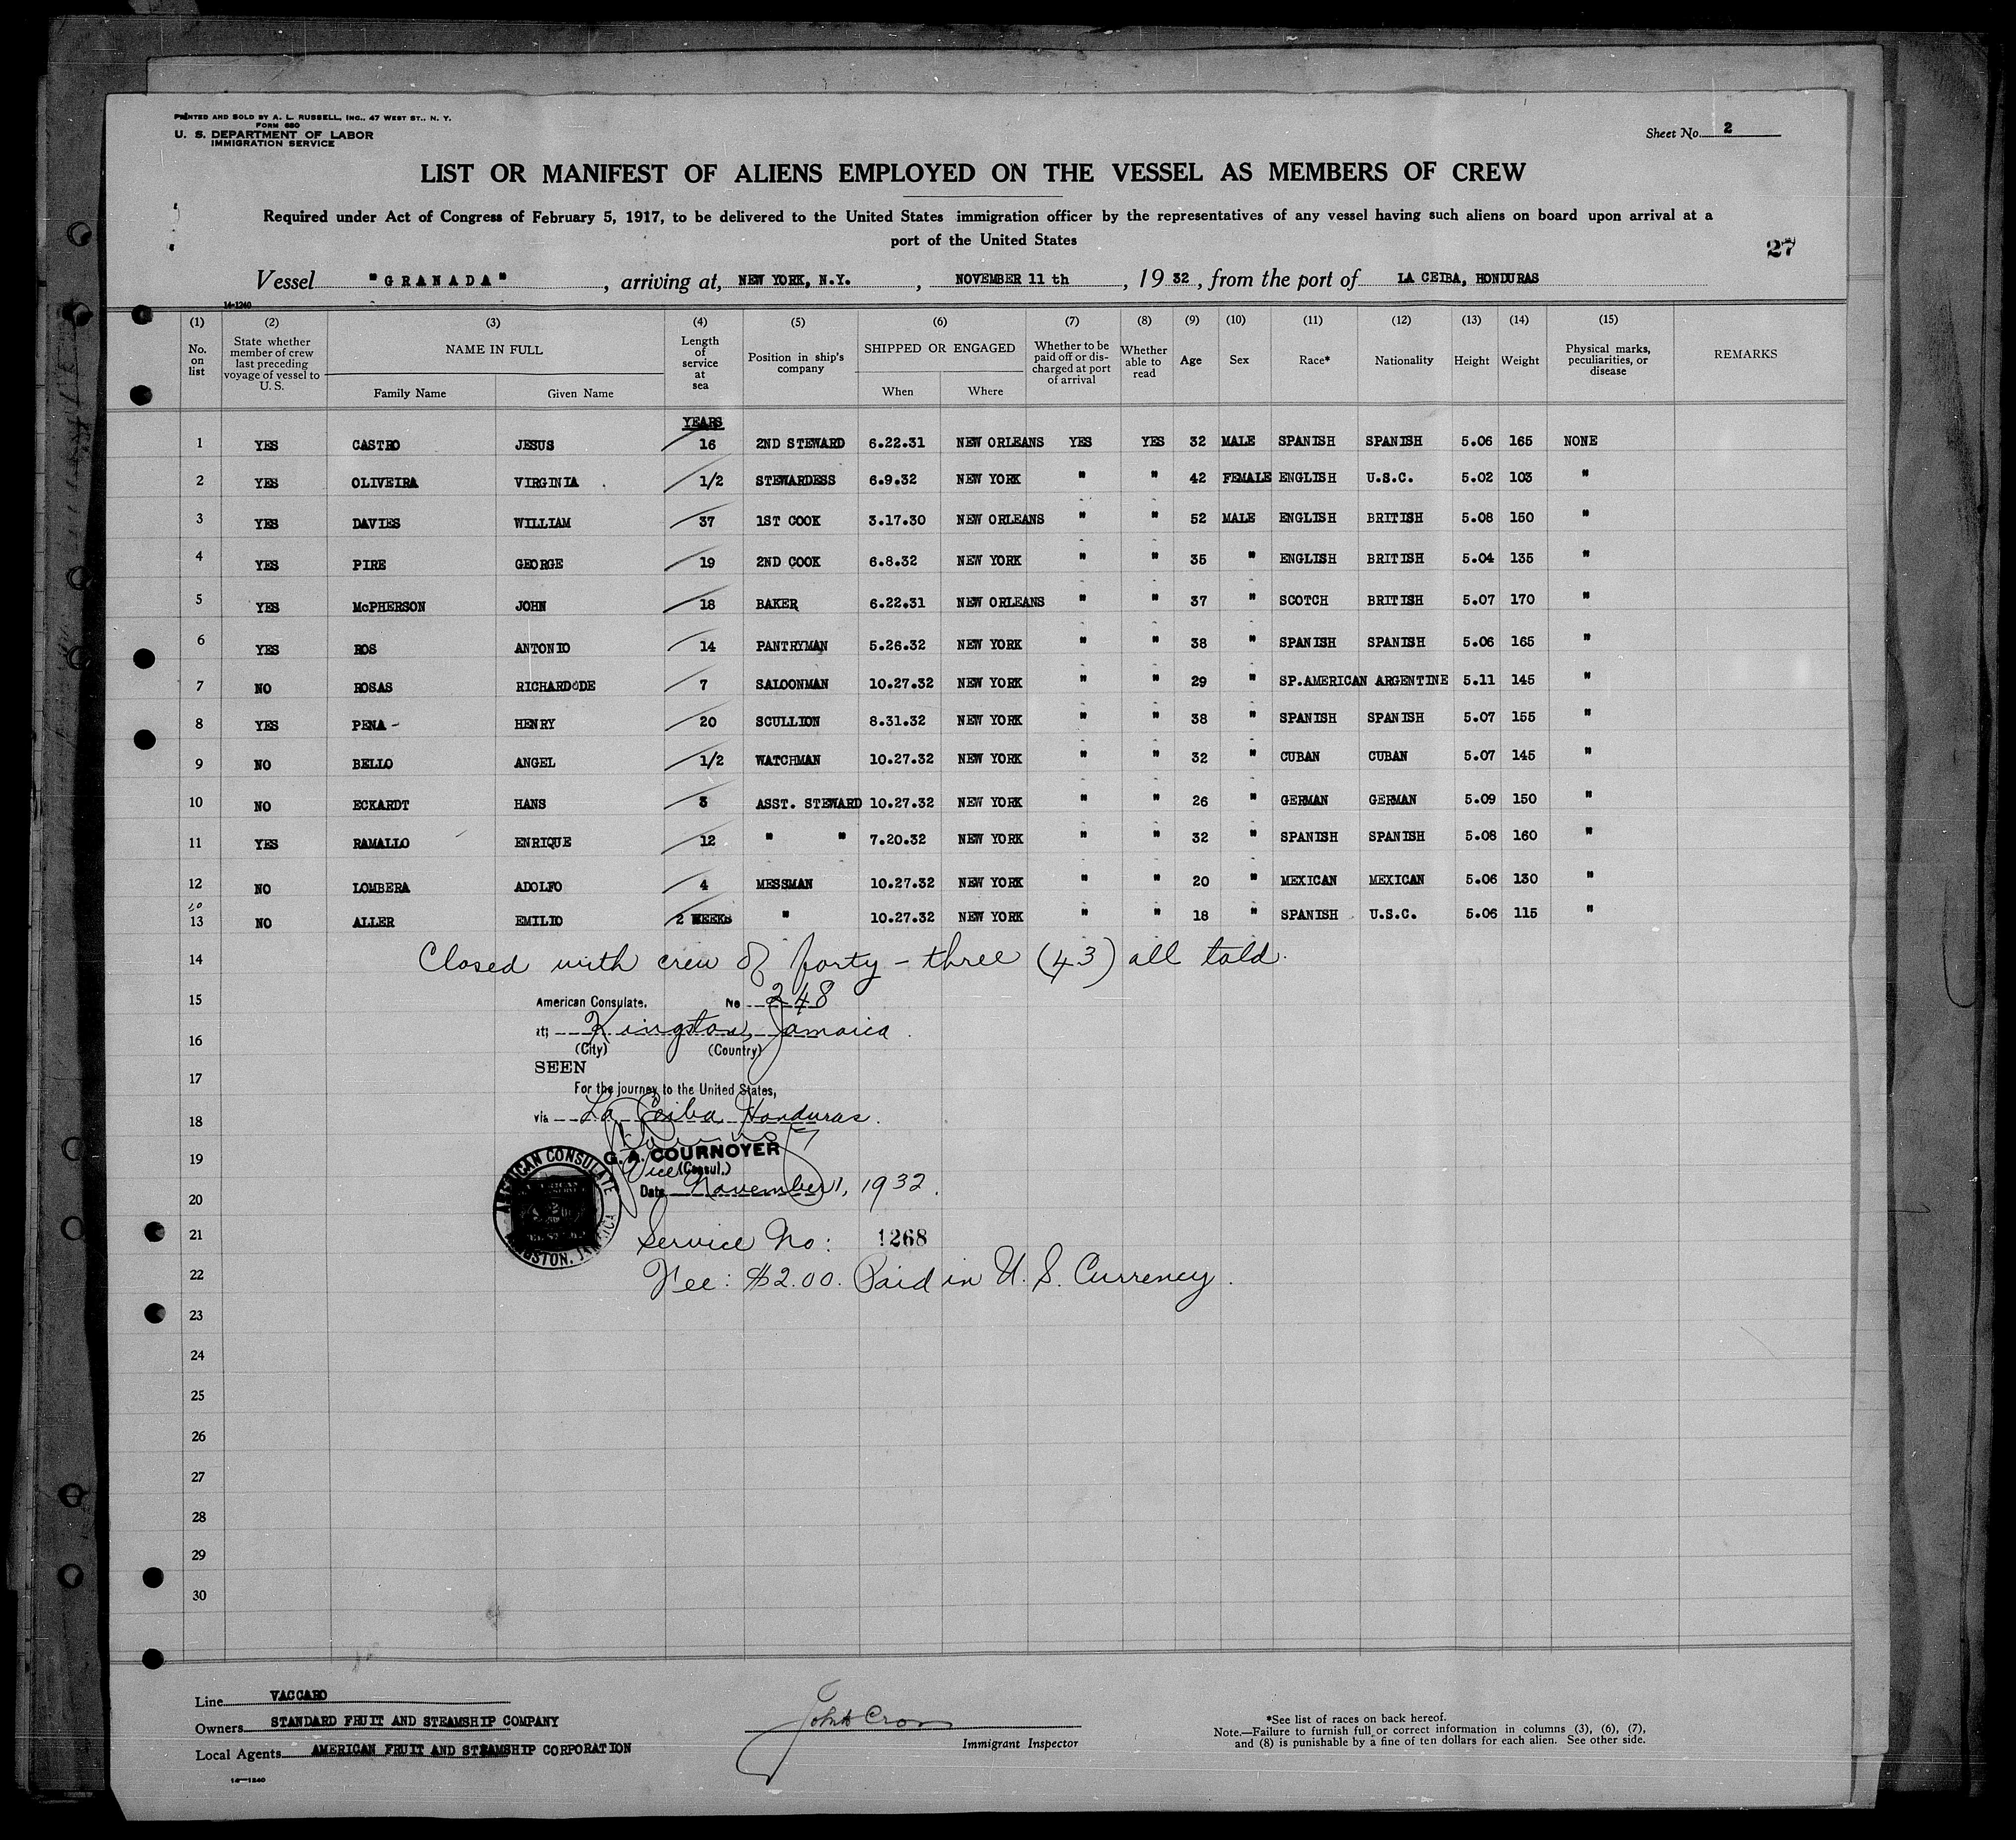 PRINTED AND SOLD BY A. L. RUSSELL, INC., 47 WEST ST., N. Y.
FORM 680
U. S. DEPARTMENT OF LABOR
IMMIGRATION SERVICE
Sheet No. 2
LIST OR MANIFEST OF ALIENS EMPLOYED ON THE VESSEL AS MEMBERS OF CREW
Required under Act of Congress of February 5, 1917, to be delivered to the United States immigration officer by the representatives of any vessel having such aliens on board upon arrival at a
port of the United States
27
Vessel "GRANADA", arriving at, NEW YORK, N.Y., NOVEMBER 11 th, 1932, from the port of LA CEIBA, HONDURAS
14-1240
(1) (2) (3) (4) (5) (6) (7) (8) (9) (10) (11) (12) (13) (14) (15)
No. on list State whether member of crew last preceding voyage of vessel to U. S. NAME IN FULL Length of service at sea Position in ship's company SHIPPED OR ENGAGED Whether to be paid off or discharged at port of arrival Whether able to read Age Sex Race* Nationality Height Weight Physical marks, peculiarities, or disease REMARKS
Family Name Given Name When Where
YEARS
1 YES CASTRO JESUS 16 2ND STEWARD 6.22.31 NEW ORLEANS YES YES 32 MALE SPANISH SPANISH 5.06 165 NONE
2 YES OLIVEIRA VIRGINIA 1/2 STEWARDESS 6.9.32 NEW YORK " " 42 FEMALE ENGLISH U.S.C. 5.02 103 "
3 YES DAVIES WILLIAM 37 1ST COOK 3.17.30 NEW ORLEANS " " 52 MALE ENGLISH BRITISH 5.08 150 "
4 YES PIRE GEORGE 19 2ND COOK 6.8.32 NEW YORK " " 35 " ENGLISH BRITISH 5.04 135 "
5 YES McPHERSON JOHN 18 BAKER 6.22.31 NEW ORLEANS " " 37 " SCOTCH BRITISH 5.07 170 "
6 YES ROS ANTONIO 14 PANTRYMAN 5.26.32 NEW YORK " " 38 " SPANISH SPANISH 5.06 165 "
7 NO ROSAS RICHARDODE 7 SALOONMAN 10.27.32 NEW YORK " " 29 " SP.AMERICAN ARGENTINE 5.11 145 "
8 YES PENA - HENRY 20 SCULLION 8.31.32 NEW YORK " " 38 " SPANISH SPANISH 5.07 155 "
9 NO BELLO ANGEL 1/2 WATCHMAN 10.27.32 NEW YORK " " 32 " CUBAN CUBAN 5.07 145 "
10 NO ECKARDT HANS 3 ASST. STEWARD 10.27.32 NEW YORK " " 26 " GERMAN GERMAN 5.09 150 "
11 YES RAMALLO ENRIQUE 12 " " 7.20.32 NEW YORK " " 32 " SPANISH SPANISH 5.08 160 "
12 NO LOMBERA ADOLFO 4 MESSMAN 10.27.32 NEW YORK " " 20 " MEXICAN MEXICAN 5.06 130 "
13 NO ALLER EMILIO 2 WEEKS " 10.27.32 NEW YORK " " 18 " SPANISH U.S.C. 5.06 115 "
14 Closed with crew of forty-three (43) all told.
15 American Consulate. No 248
at; Kingston, Jamaica.
16 (City) (Country)
SEEN
17 For the journey to the United States,
18 via La Ceiba, Honduras.
G. A. COURNOYER
19 Vice (Consul.)
AMERICAN CONSULATE KINGSTON, JAMAICA
Date November 1, 1932.
20
21 Service No: 1268
22 Fee: $2.00. Paid in U. S. Currency.
23
24
25
26
27
28
29
30
Line VACCARO
Owners STANDARD FRUIT AND STEAMSHIP COMPANY
Local Agents AMERICAN FRUIT AND STEAMSHIP CORPORATION
14-1240
Immigrant Inspector
*See list of races on back hereof.
Note.—Failure to furnish full or correct information in columns (3), (6), (7),
and (8) is punishable by a fine of ten dollars for each alien. See other side.